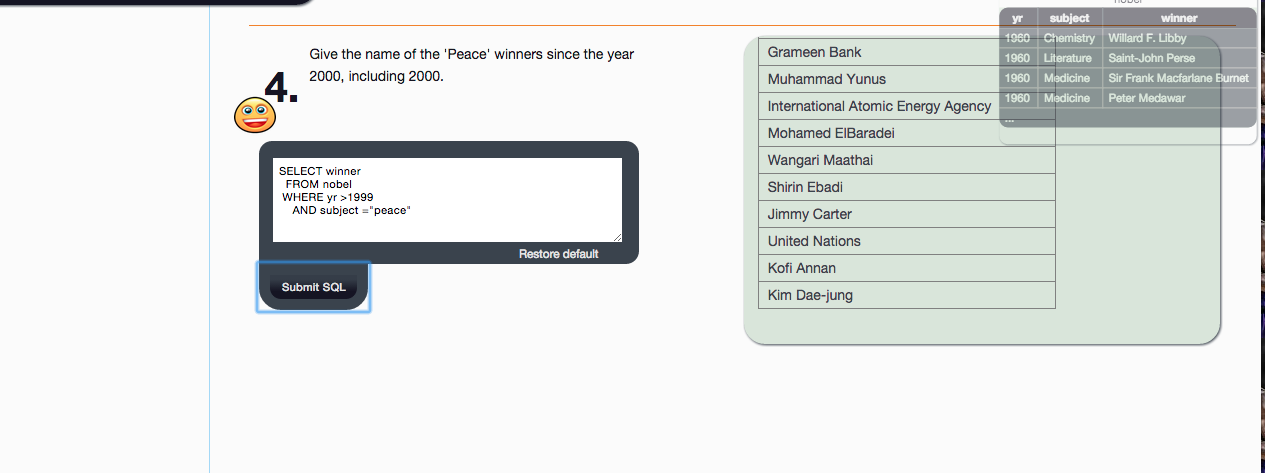 4.
Give the name of the 'Peace' winners since the year
2000, including 2000.
SELECT winner
FROM nobel
WHERE yr >1999
AND subject ="peace"
Restore default
Submit SQL
Grameen Bank
Muhammad Yunus
International Atomic Energy Agency
Mohamed ElBaradei
Wangari Maathai
Shirin Ebadi
Jimmy Carter
United Nations
Kofi Annan
Kim Dae-jung
nobel
yr subject winner
1960 Chemistry Willard F. Libby
1960 Literature Saint-John Perse
1960 Medicine Sir Frank Macfarlane Burnet
1960 Medicine Peter Medawar
...